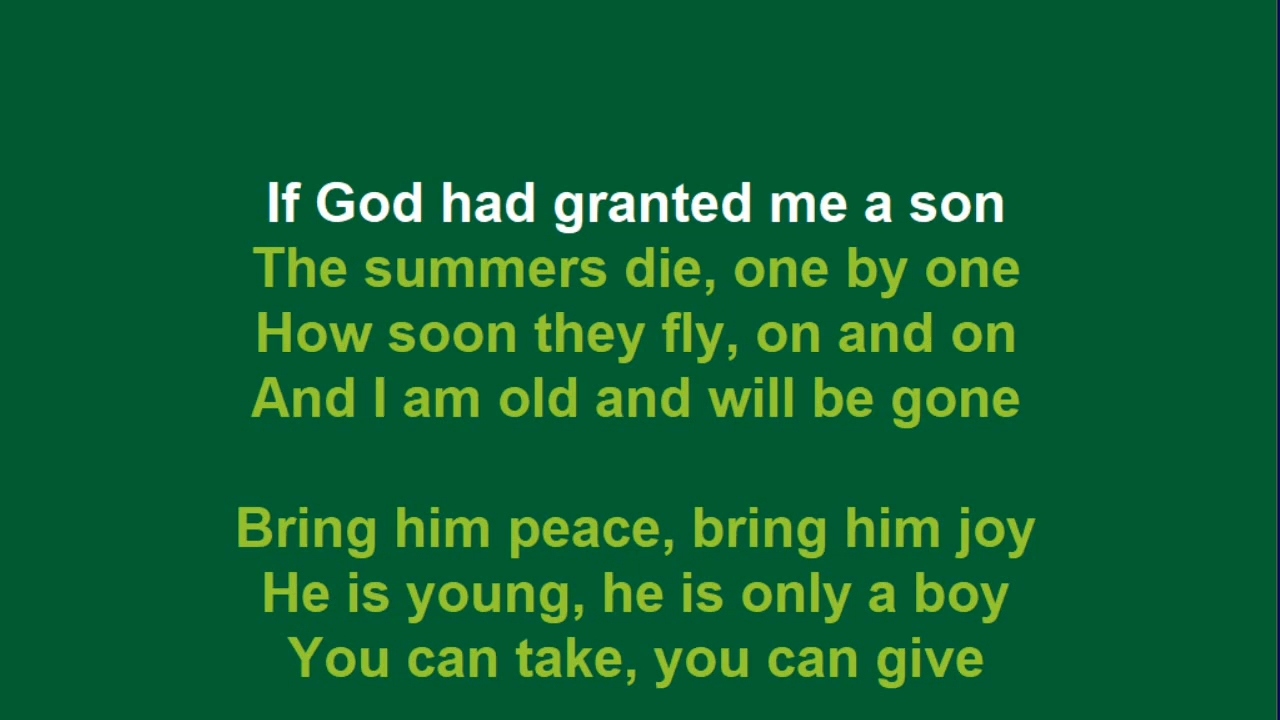 If God had granted me a son
The summers die, one by one
How soon they fly, on and on
And I am old and will be gone
Bring him peace, bring him joy
He is young, he is only a boy
You can take, you can give